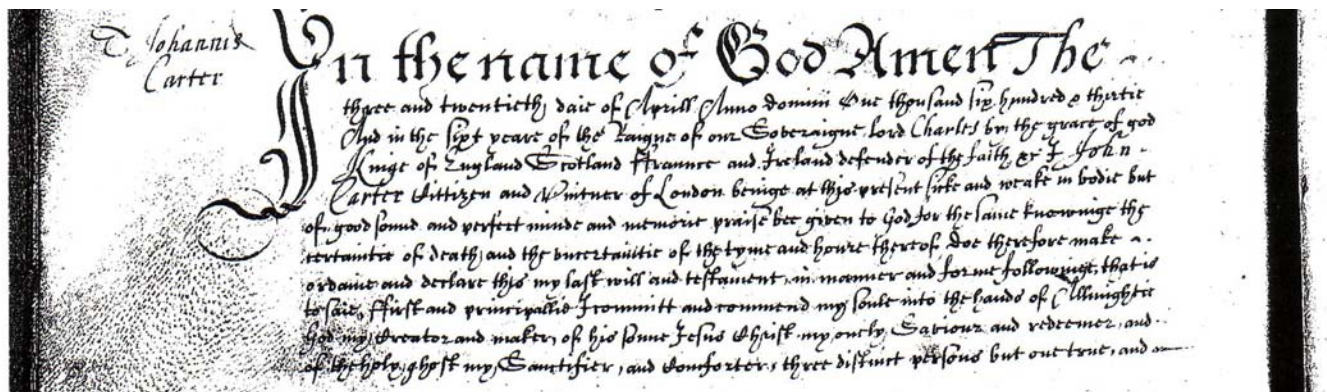 T Johannis
Carter
In the name of God Amen The
three and twentieth daie of Aprill Anno domini One thousand six hundred & thirtie
And in the sixt yeare of the Raigne of our Soveraigne lord Charles by the grace of god
Kinge of England Scotland ffraunce and Ireland defender of the faith &c I John
Carter Cittizen and Vintner of London beinge at this present sicke and weake in bodie but
of good sounde and perfect minde and memorie praise bee given to God for the same knowinge the
certaintie of death, and the uncertaintie of the tyme and houre thereof doe therefore make
ordaine and declare this my last will and testament, in manner and forme followinge, that is
to saie, ffirst and principallie I committ and commend my soule into the hands of Allmightie
God my Creator and maker, of his sonne Jesus Christ my onely Saviour and redeemer, and
of the holy ghost my Sanctifier, and Comforter, three distinct persons but one true, and